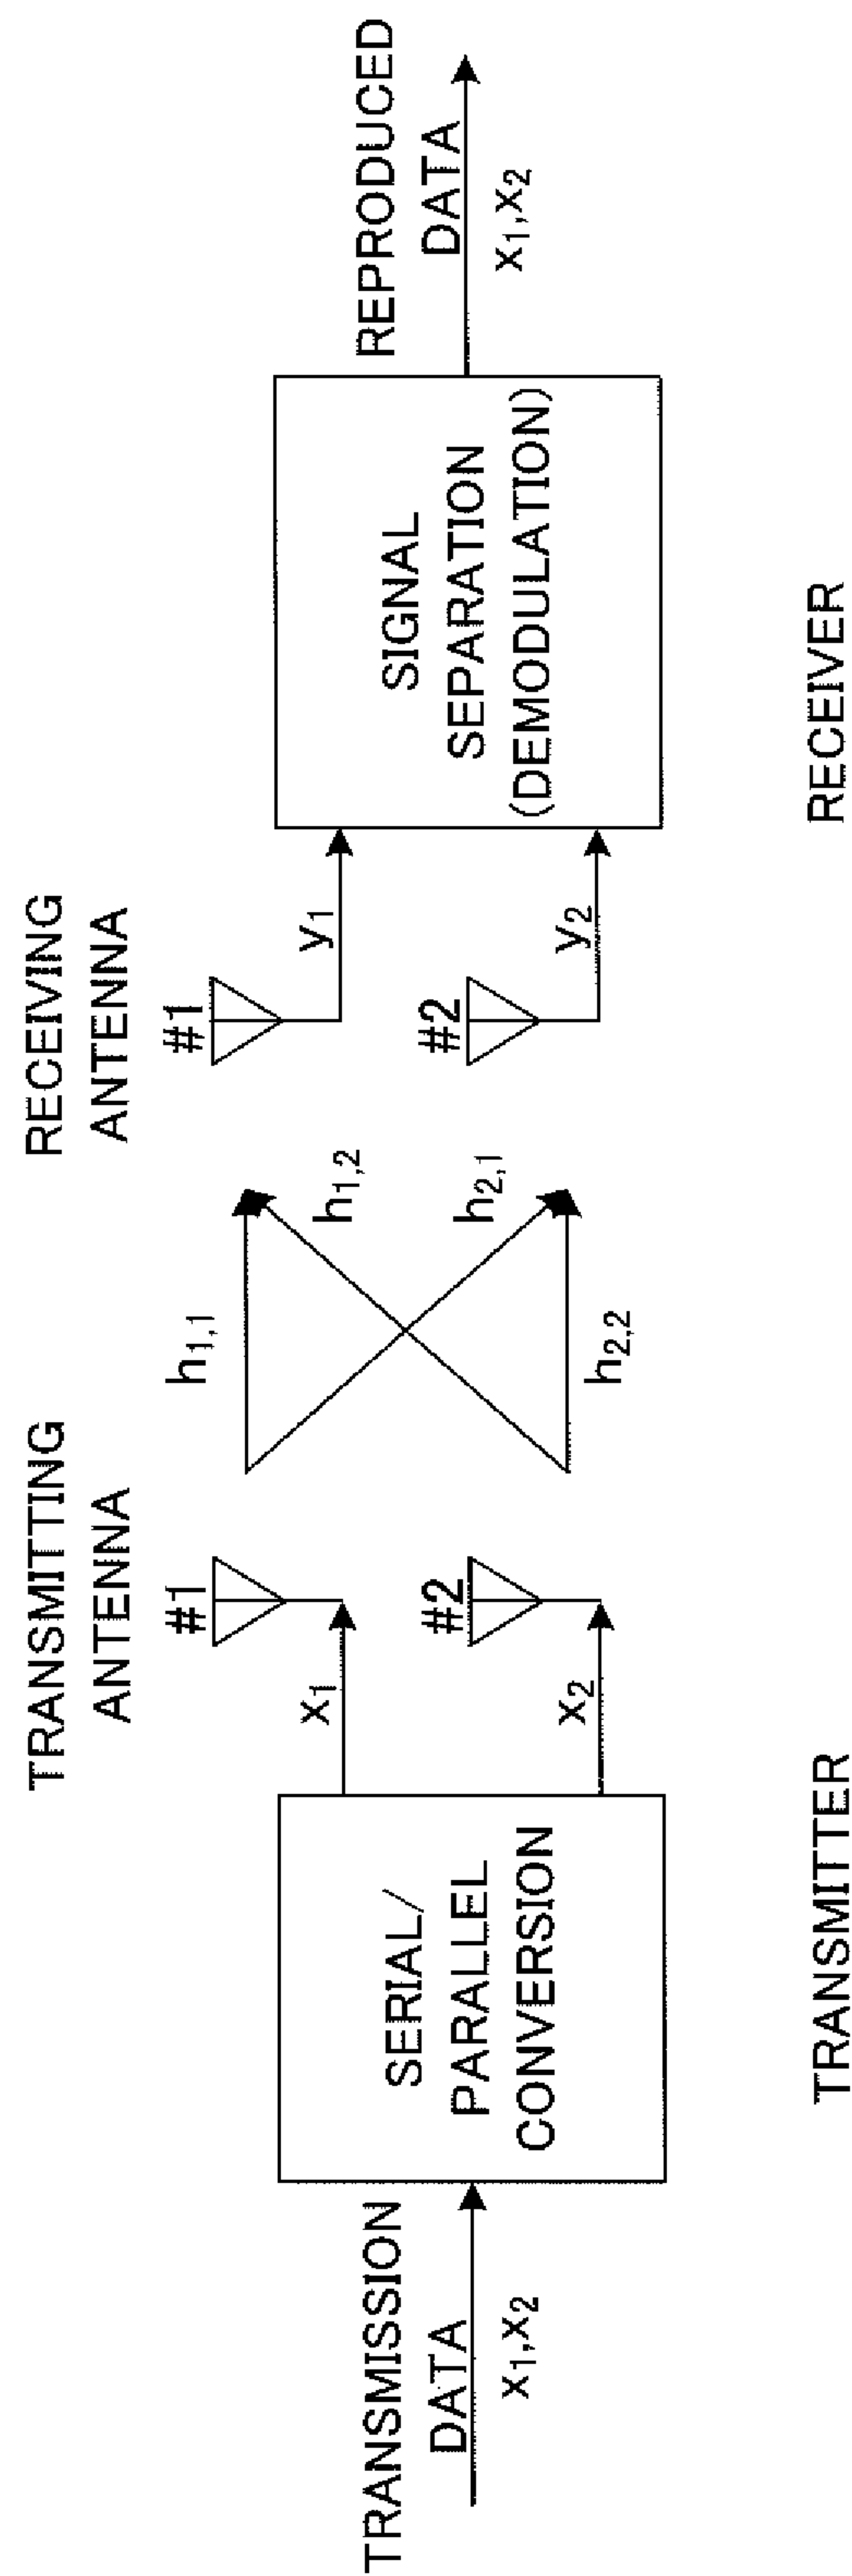 TRANSMITTING
ANTENNA
RECEIVING
ANTENNA
#1
#1
h1,1
TRANSMISSION
DATA
x1,x2
SERIAL/
PARALLEL
CONVERSION
x1
#2
x2
h1,2
h2,1
h2,2
y1
#2
y2
SIGNAL
SEPARATION
(DEMODULATION)
REPRODUCED
DATA
x1,x2
TRANSMITTER
RECEIVER